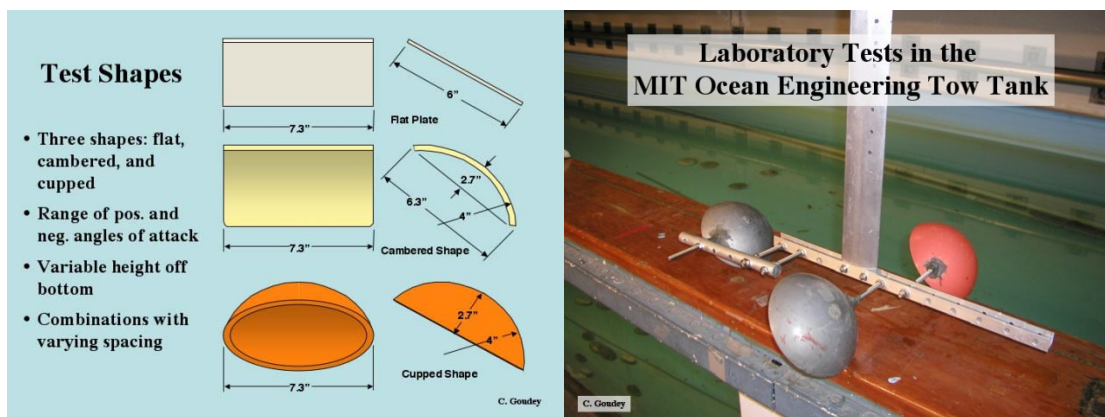 Test Shapes
• Three shapes: flat,
cambered, and
cupped
• Range of pos. and
neg. angles of attack
• Variable height off
bottom
• Combinations with
varying spacing
7.3"
6"
Flat Plate
7.3"
2.7"
6.3"
4"
Cambered Shape
7.3"
2.7"
4"
Cupped Shape
C. Goudey
Laboratory Tests in the
MIT Ocean Engineering Tow Tank
C. Goudey